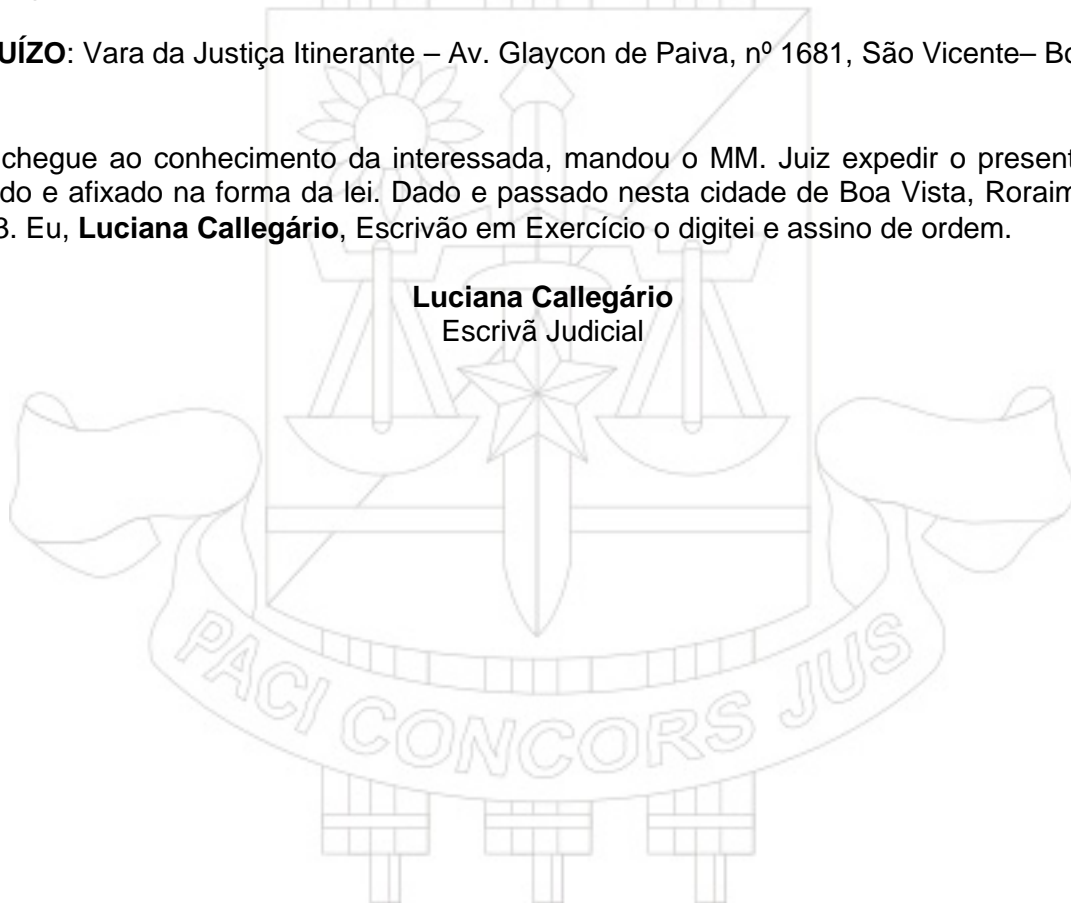 UÍZO: Vara da Justiça Itinerante – Av. Glaycon de Paiva, nº 1681, São Vicente– Bo
chegue ao conhecimento da interessada, mandou o MM. Juiz expedir o present
do e afixado na forma da lei. Dado e passado nesta cidade de Boa Vista, Roraim
3. Eu, Luciana Callegário, Escrivão em Exercício o digitei e assino de ordem.
Luciana Callegário
Escrivã Judicial
PACI CONCORS JUS